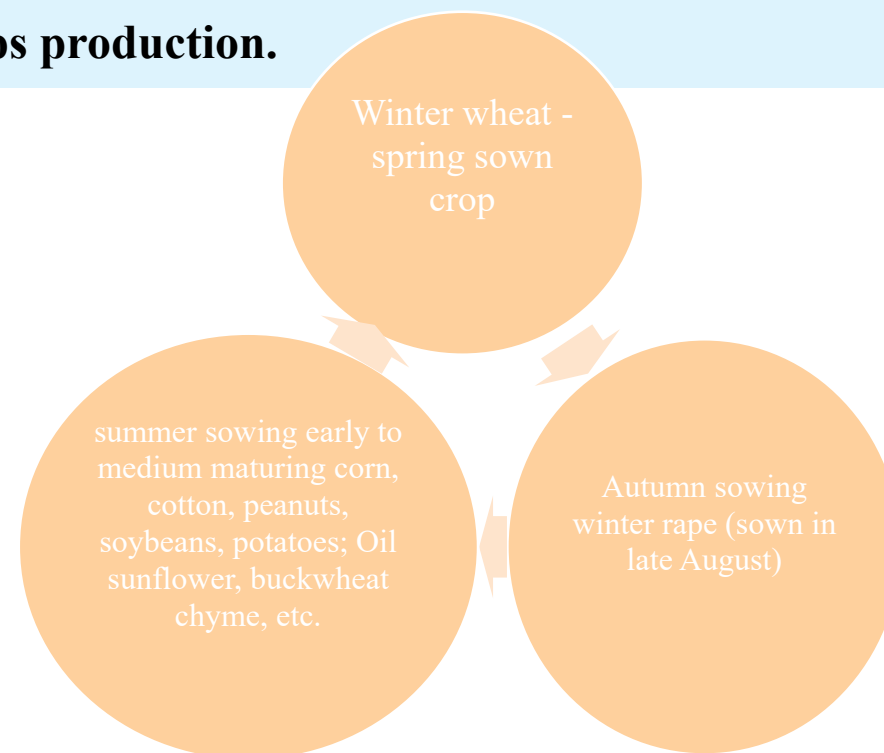 production.
Winter wheat -
spring sown
crop
summer sowing early to
medium maturing corn,
cotton, peanuts,
soybeans, potatoes; Oil
sunflower, buckwheat
chyme, etc.
Autumn sowing
winter rape (sown in
late August)